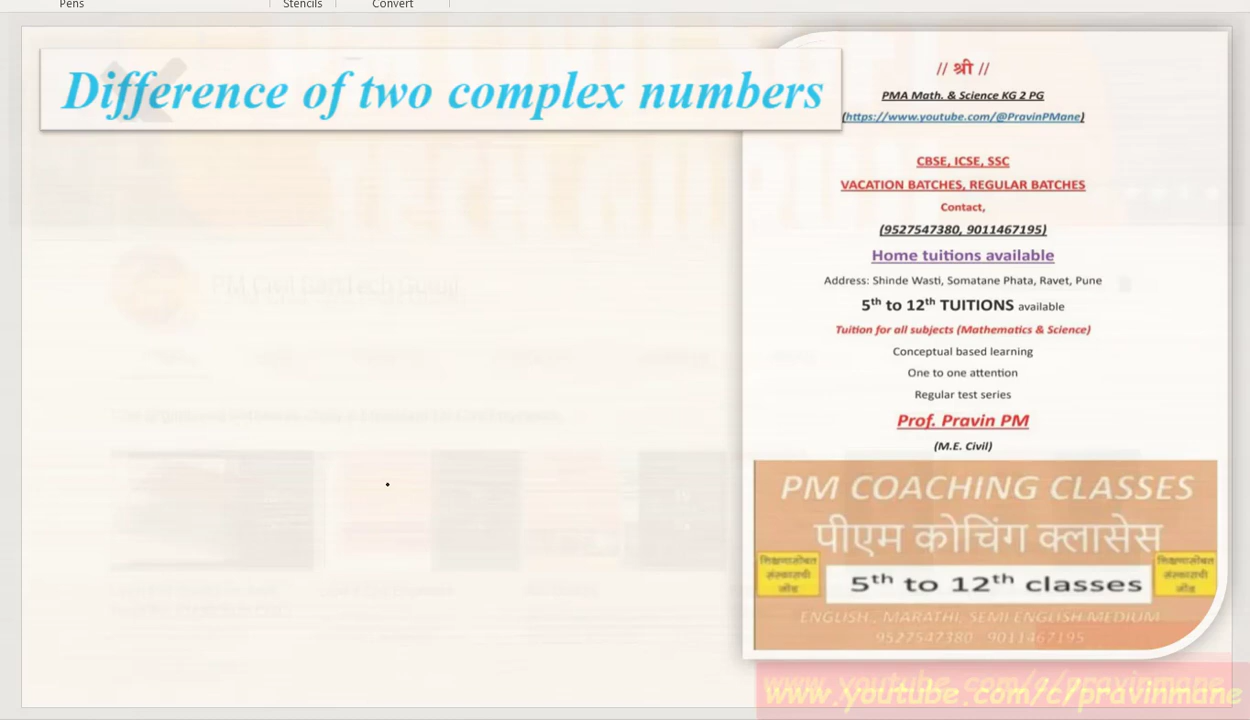 Pens Stencils Convert
Difference of two complex numbers
// श्री //
PMA Math. & Science KG 2 PG
(https://www.youtube.com/@PravinPMane)
CBSE, ICSE, SSC
VACATION BATCHES, REGULAR BATCHES
Contact,
(9527547380, 9011467195)
Home tuitions available
Address: Shinde Wasti, Somatane Phata, Ravet, Pune
5th to 12th TUITIONS available
Tuition for all subjects (Mathematics & Science)
Conceptual based learning
One to one attention
Regular test series
Prof. Pravin PM
(M.E. Civil)
PM COACHING CLASSES
पीएम कोचिंग क्लासेस
शिक्षणासोबत
संस्काराची
जोड
5th to 12th classes
शिक्षणासोबत
संस्काराची
जोड
ENGLISH, MARATHI, SEMI ENGLISH MEDIUM
9527547380 9011467195
www.youtube.com/c/pravinmane